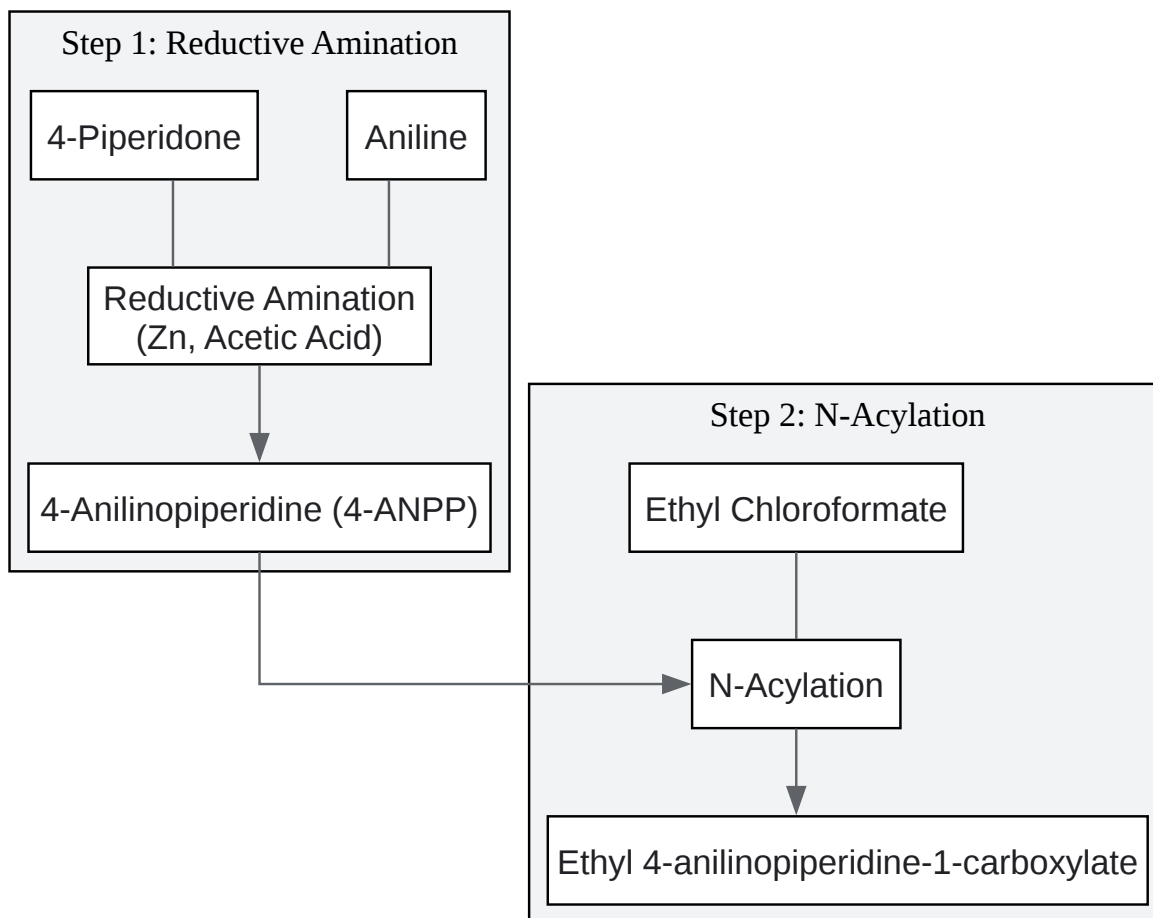 Step 1: Reductive Amination
4-Piperidone
Aniline
Reductive Amination
(Zn, Acetic Acid)
4-Anilinopiperidine (4-ANPP)
Step 2: N-Acylation
Ethyl Chloroformate
N-Acylation
Ethyl 4-anilinopiperidine-1-carboxylate